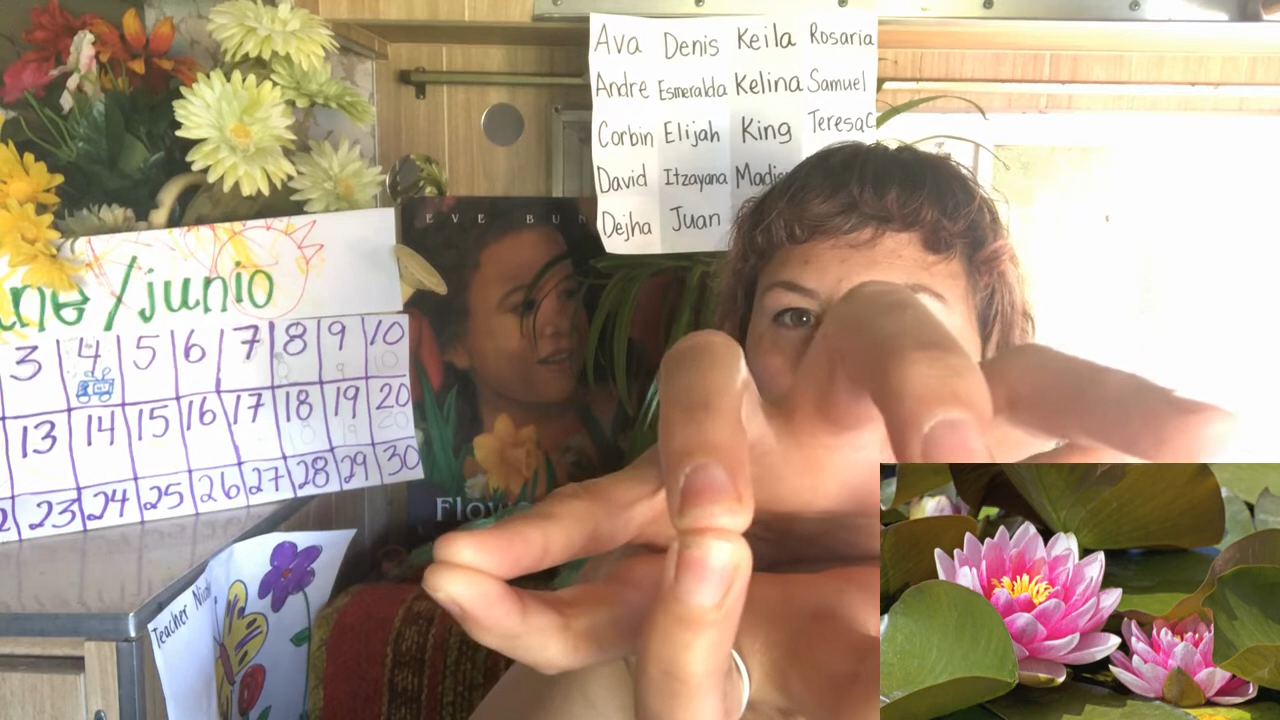 Ava Denis Keila Rosaria
Andre Esmeralda Kelina Samuel
Corbin Elijah King
David Itzayana
Dejha Juan
EVE BUN
/junio
3 4 5 6 7 8 9 10
13 14 15 16 17 18 19 20
2 23 24 25 26 27 28 29 30
Teacher